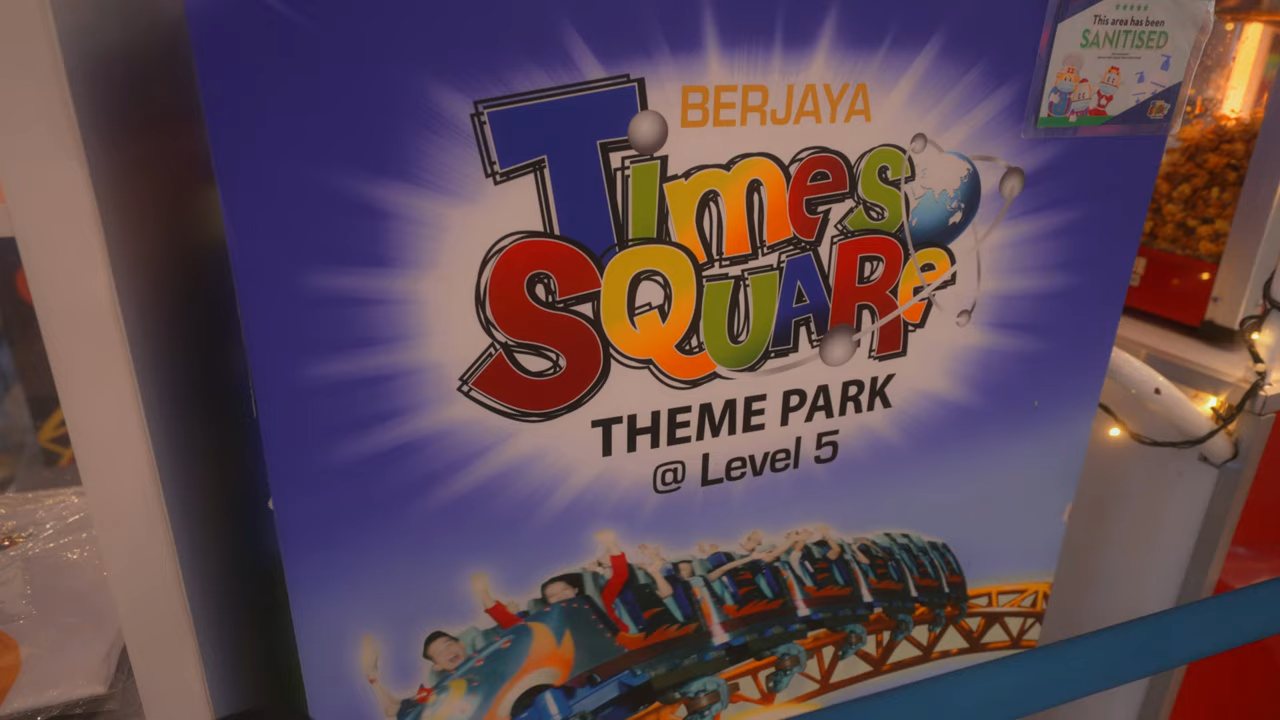 BERJAYA
Times
SQUARe
THEME PARK
@ Level 5
This area has been
SANITISED